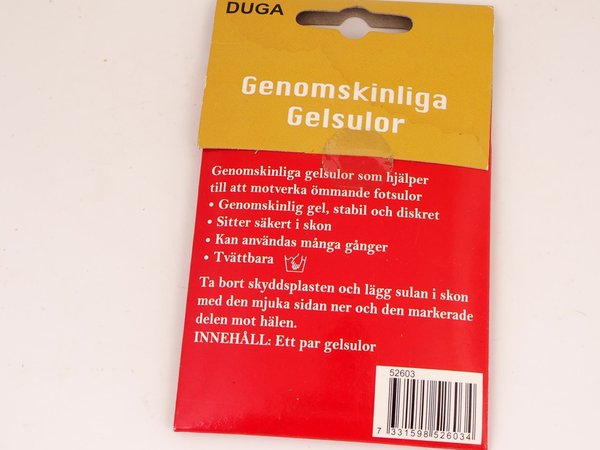 DUGA
Genomskinliga
Gelsulor
Genomskinliga gelsulor som hjälper
till att motverka ömmande fotsulor
• Genomskinlig gel, stabil och diskret
• Sitter säkert i skon
• Kan användas många gånger
• Tvättbara
Ta bort skyddsplasten och lägg sulan i skon
med den mjuka sidan ner och den markerade
delen mot hälen.
INNEHÅLL: Ett par gelsulor
52603
7 331598 526034